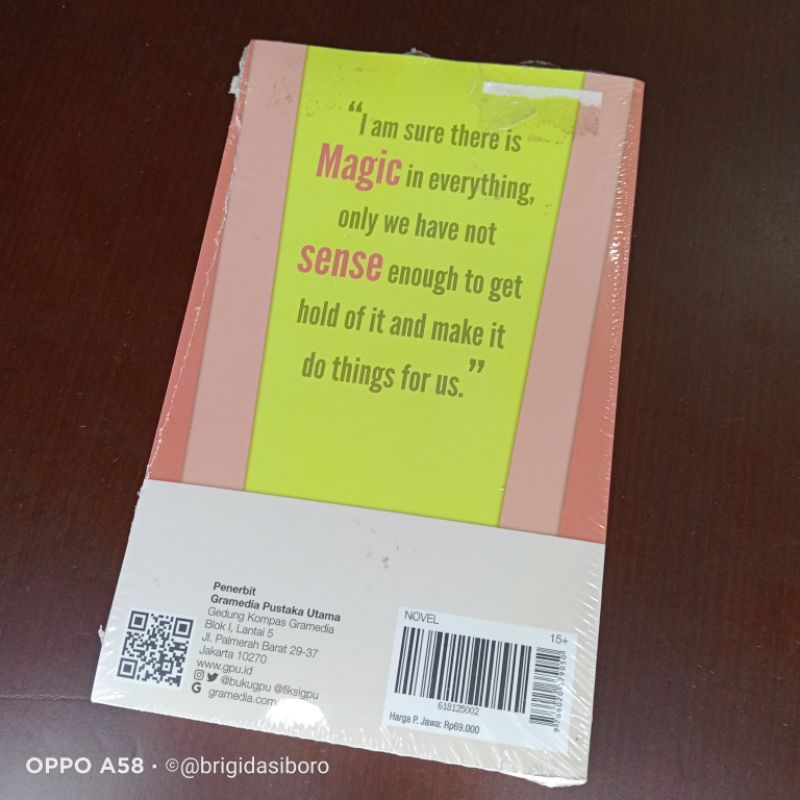 “I am sure there is
Magic in everything,
only we have not
sense enough to get
hold of it and make it
do things for us.”
Penerbit
Gramedia Pustaka Utama
Gedung Kompas Gramedia
Blok I, Lantai 5
Jl. Palmerah Barat 29-37
Jakarta 10270
www.gpu.id
@bukugpu @fiksigpu
gramedia.com
NOVEL
15+
618125002
Harga P. Jawa: Rp69.000
OPPO A58 · ©@brigidasiboro